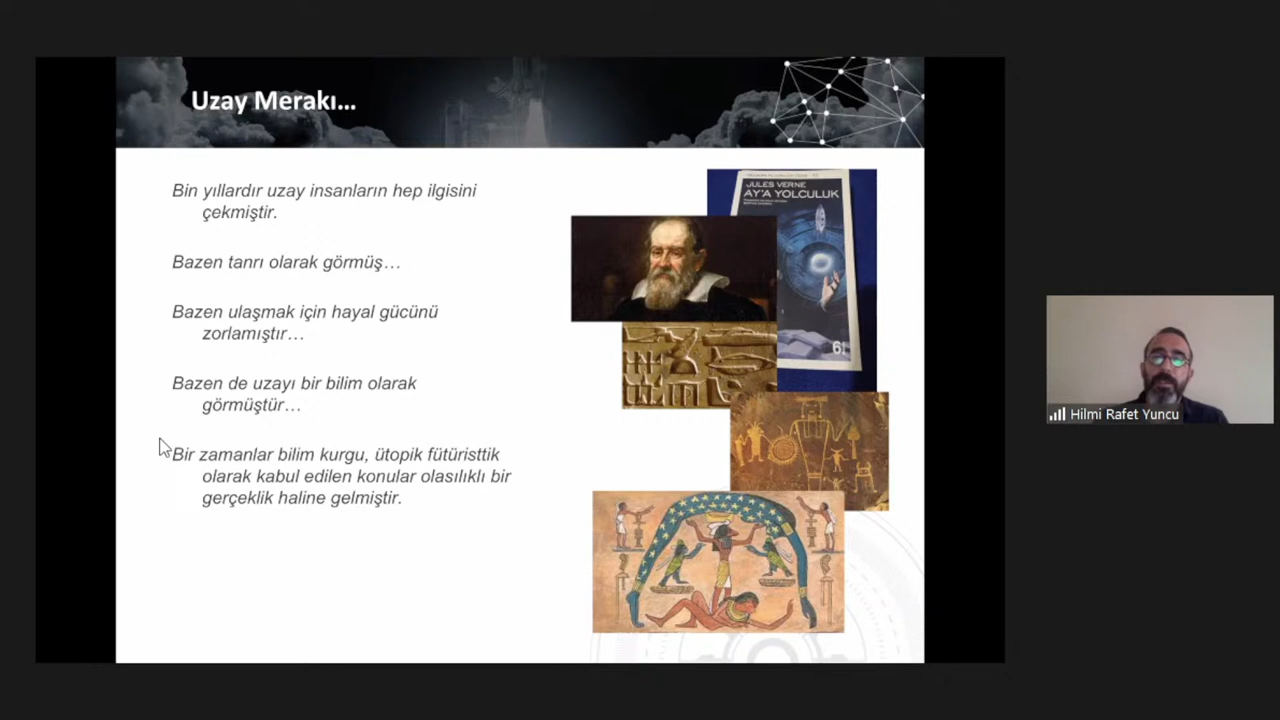 Uzay Merakı...
Bin yıllardır uzay insanların hep ilgisini
çekmiştir.
Bazen tanrı olarak görmüş…
Bazen ulaşmak için hayal gücünü
zorlamıştır…
Bazen de uzayı bir bilim olarak
görmüştür…
Bir zamanlar bilim kurgu, ütopik fütüristtik
olarak kabul edilen konular olasılıklı bir
gerçeklik haline gelmiştir.
JULES VERNE
AY'A YOLCULUK
61
Hilmi Rafet Yuncu